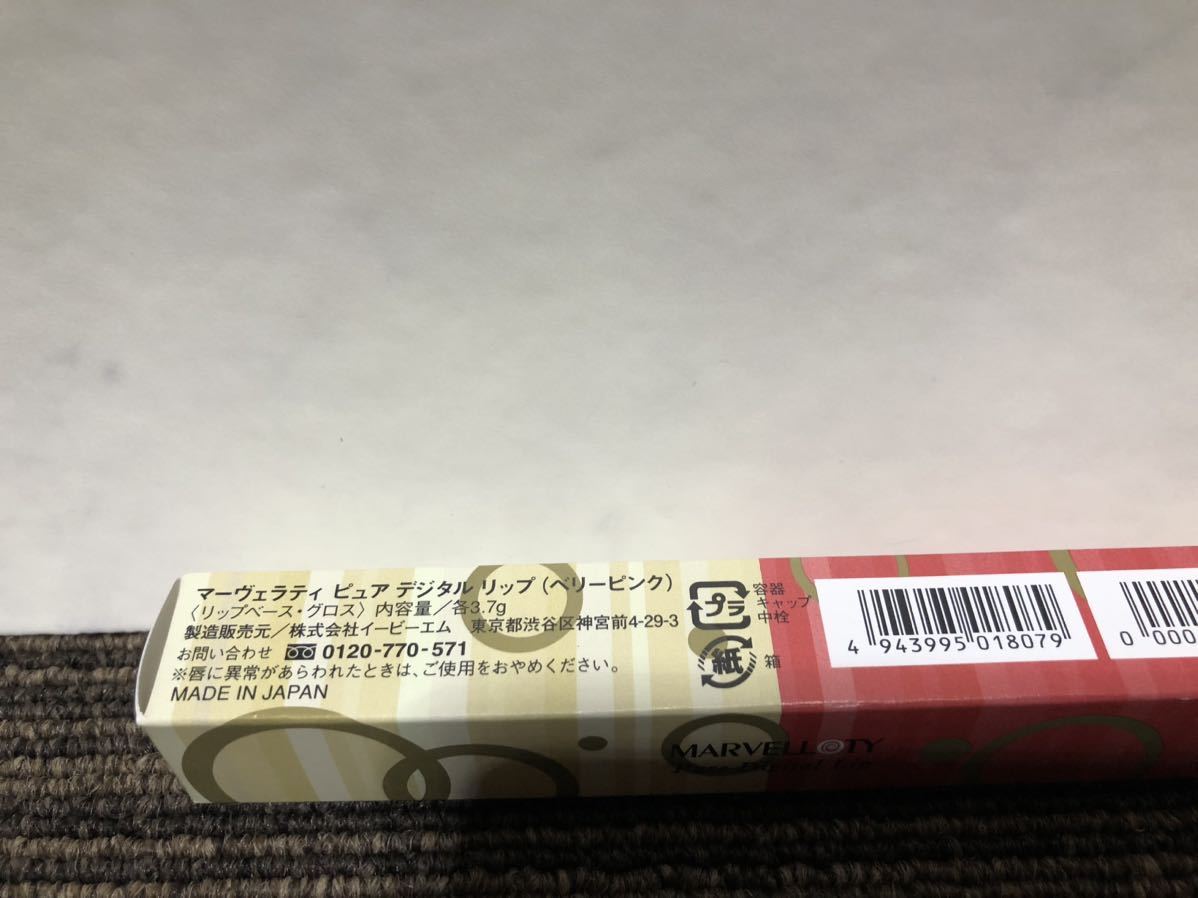 マーヴェラティ ピュア デジタル リップ (ベリーピンク)
〈リップベース・グロス〉内容量/各3.7g
製造販売元/株式会社イービーエム 東京都渋谷区神宮前4-29-3
お問い合わせ 0120-770-571
※唇に異常があらわれたときは、ご使用をおやめください。
MADE IN JAPAN
プラ
容器
キャップ
中栓
紙
箱
4 943995 018079
0 000
MARVELLOTY
Pure Digital Lip